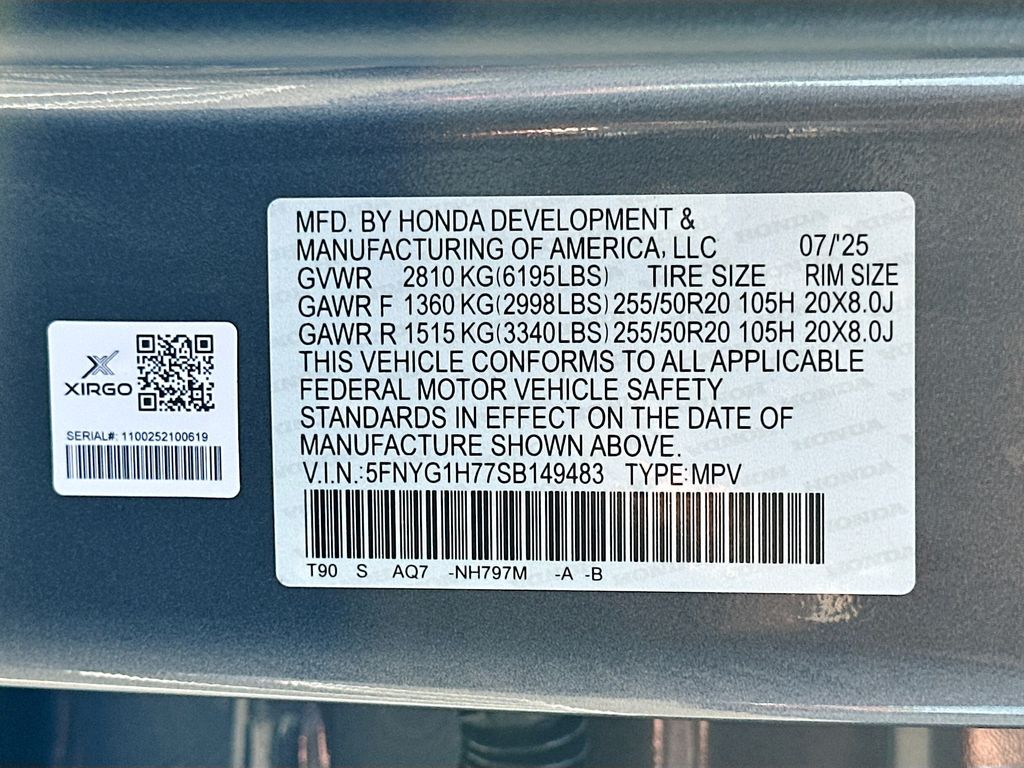 MFD. BY HONDA DEVELOPMENT &
MANUFACTURING OF AMERICA, LLC 07/'25
GVWR 2810 KG(6195LBS) TIRE SIZE RIM SIZE
GAWR F 1360 KG(2998LBS) 255/50R20 105H 20X8.0J
GAWR R 1515 KG(3340LBS) 255/50R20 105H 20X8.0J
THIS VEHICLE CONFORMS TO ALL APPLICABLE
FEDERAL MOTOR VEHICLE SAFETY
STANDARDS IN EFFECT ON THE DATE OF
MANUFACTURE SHOWN ABOVE.
V.I.N.:5FNYG1H77SB149483 TYPE:MPV
T90 S AQ7 -NH797M -A -B
XIRGO
SERIAL#: 1100252100619